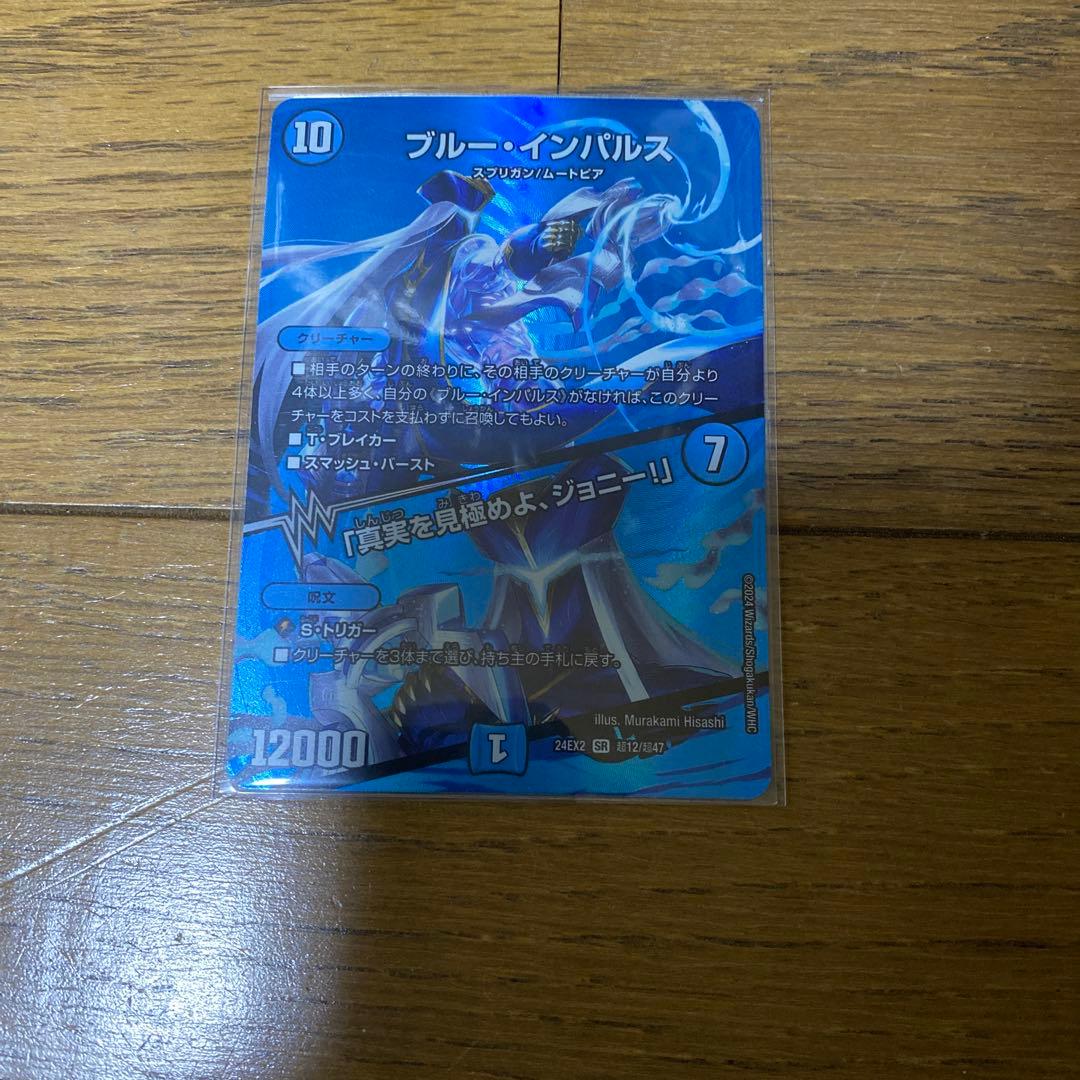 10
ブルー・インパルス
スプリガン/ムートピア
クリーチャー
■相手のターンの終わりに、その相手のクリーチャーが自分より
4体以上多く、自分の《ブルー・インパルス》がなければ、このクリー
チャーをコストを支払わずに召喚してもよい。
■T・ブレイカー
■スマッシュ・バースト
7
「真実を見極めよ、ジョニー!」
呪文
S・トリガー
■クリーチャーを3体まで選び、持ち主の手札に戻す。
©2024 Wizards/Shogakukan/WHC
illus. Murakami Hisashi
12000
1
24EX2 SR 超12/超47